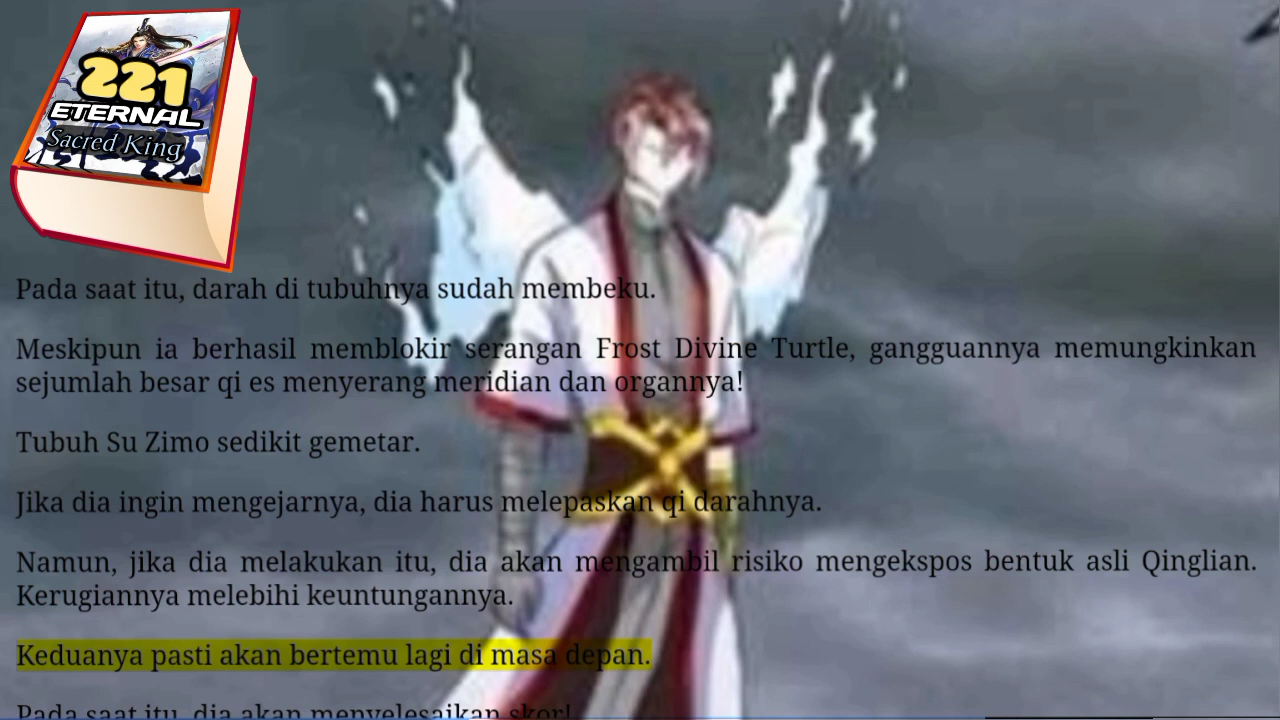 221
ETERNAL
Sacred King
Pada saat itu, darah di tubuhnya sudah membeku.
Meskipun ia berhasil memblokir serangan Frost Divine Turtle, gangguannya memungkinkan
sejumlah besar qi es menyerang meridian dan organnya!
Tubuh Su Zimo sedikit gemetar.
Jika dia ingin mengejarnya, dia harus melepaskan qi darahnya.
Namun, jika dia melakukan itu, dia akan mengambil risiko mengekspos bentuk asli Qinglian.
Kerugiannya melebihi keuntungannya.
Keduanya pasti akan bertemu lagi di masa depan.
Pada saat itu, dia akan menyelesaikan skor!